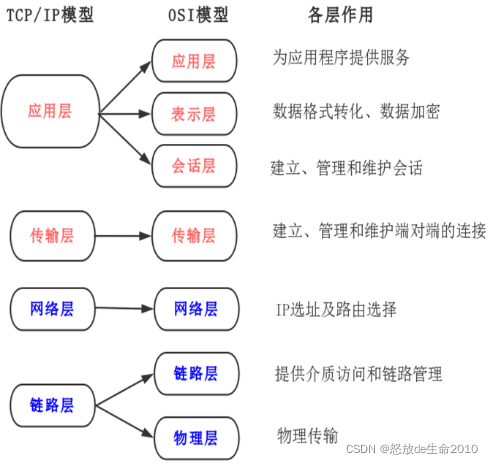 TCP/IP模型 OSI模型 各层作用
应用层 为应用程序提供服务
应用层 表示层 数据格式转化、数据加密
会话层 建立、管理和维护会话
传输层 传输层 建立、管理和维护端对端的连接
网络层 网络层 IP选址及路由选择
链路层 提供介质访问和链路管理
链路层
物理层 物理传输
CSDN @怒放de生命2010